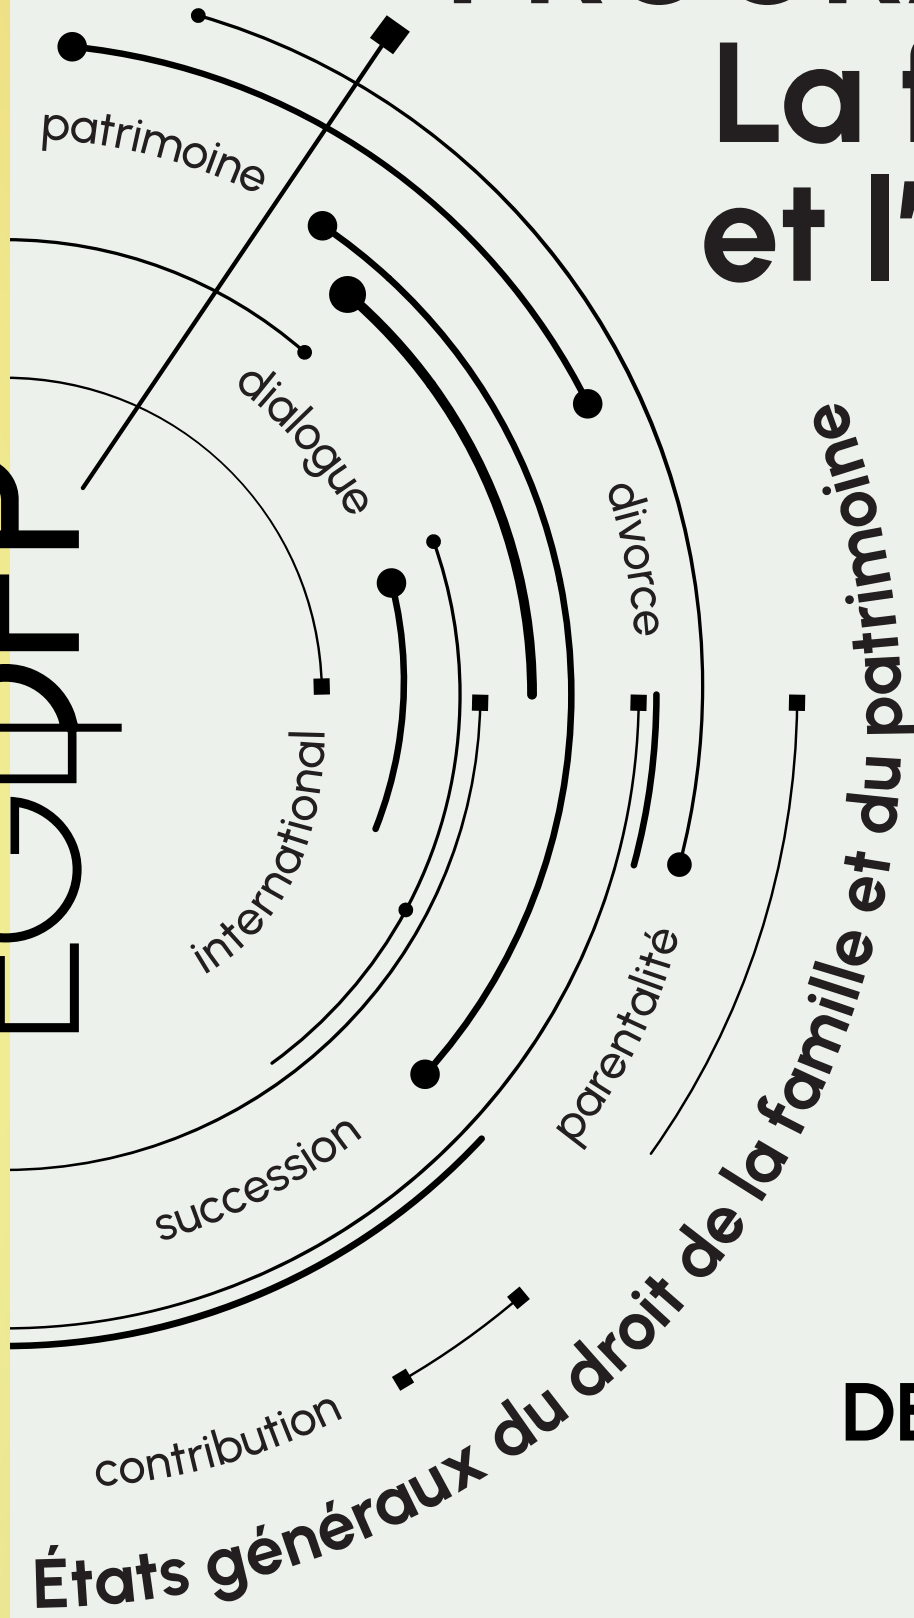 La
et l'
patrimoine
dialogue
divorce
international
parentalité
succession
contribution
États généraux du droit de la famille et du patrimoine
EGDFP
DE